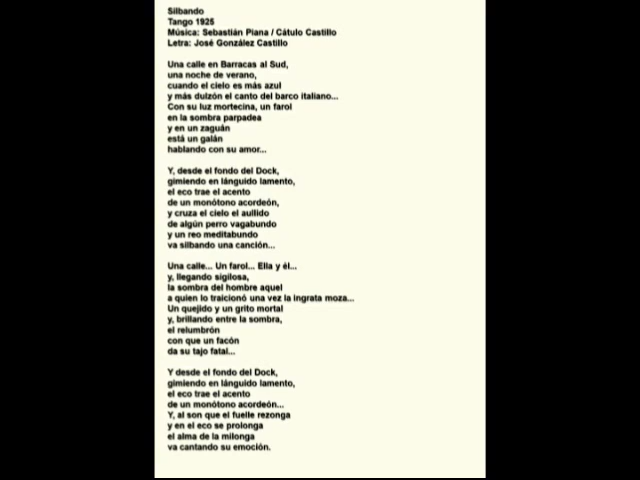 Silbando
Tango 1925
Música: Sebastián Piana / Cátulo Castillo
Letra: José González Castillo
Una calle en Barracas al Sud,
una noche de verano,
cuando el cielo es más azul
y más dulzón el canto del barco italiano...
Con su luz mortecina, un farol
en la sombra parpadea
y en un zaguán
está un galán
hablando con su amor...
Y, desde el fondo del Dock,
gimiendo en lánguido lamento,
el eco trae el acento
de un monótono acordeón,
y cruza el cielo el aullido
de algún perro vagabundo
y un reo meditabundo
va silbando una canción...
Una calle... Un farol... Ella y él...
y, llegando sigilosa,
la sombra del hombre aquel
a quien lo traicionó una vez la ingrata moza...
Un quejido y un grito mortal
y, brillando entre la sombra,
el relumbrón
con que un facón
da su tajo fatal...
Y desde el fondo del Dock,
gimiendo en lánguido lamento,
el eco trae el acento
de un monótono acordeón...
Y, al son que el fuelle rezonga
y en el eco se prolonga
el alma de la milonga
va cantando su emoción.